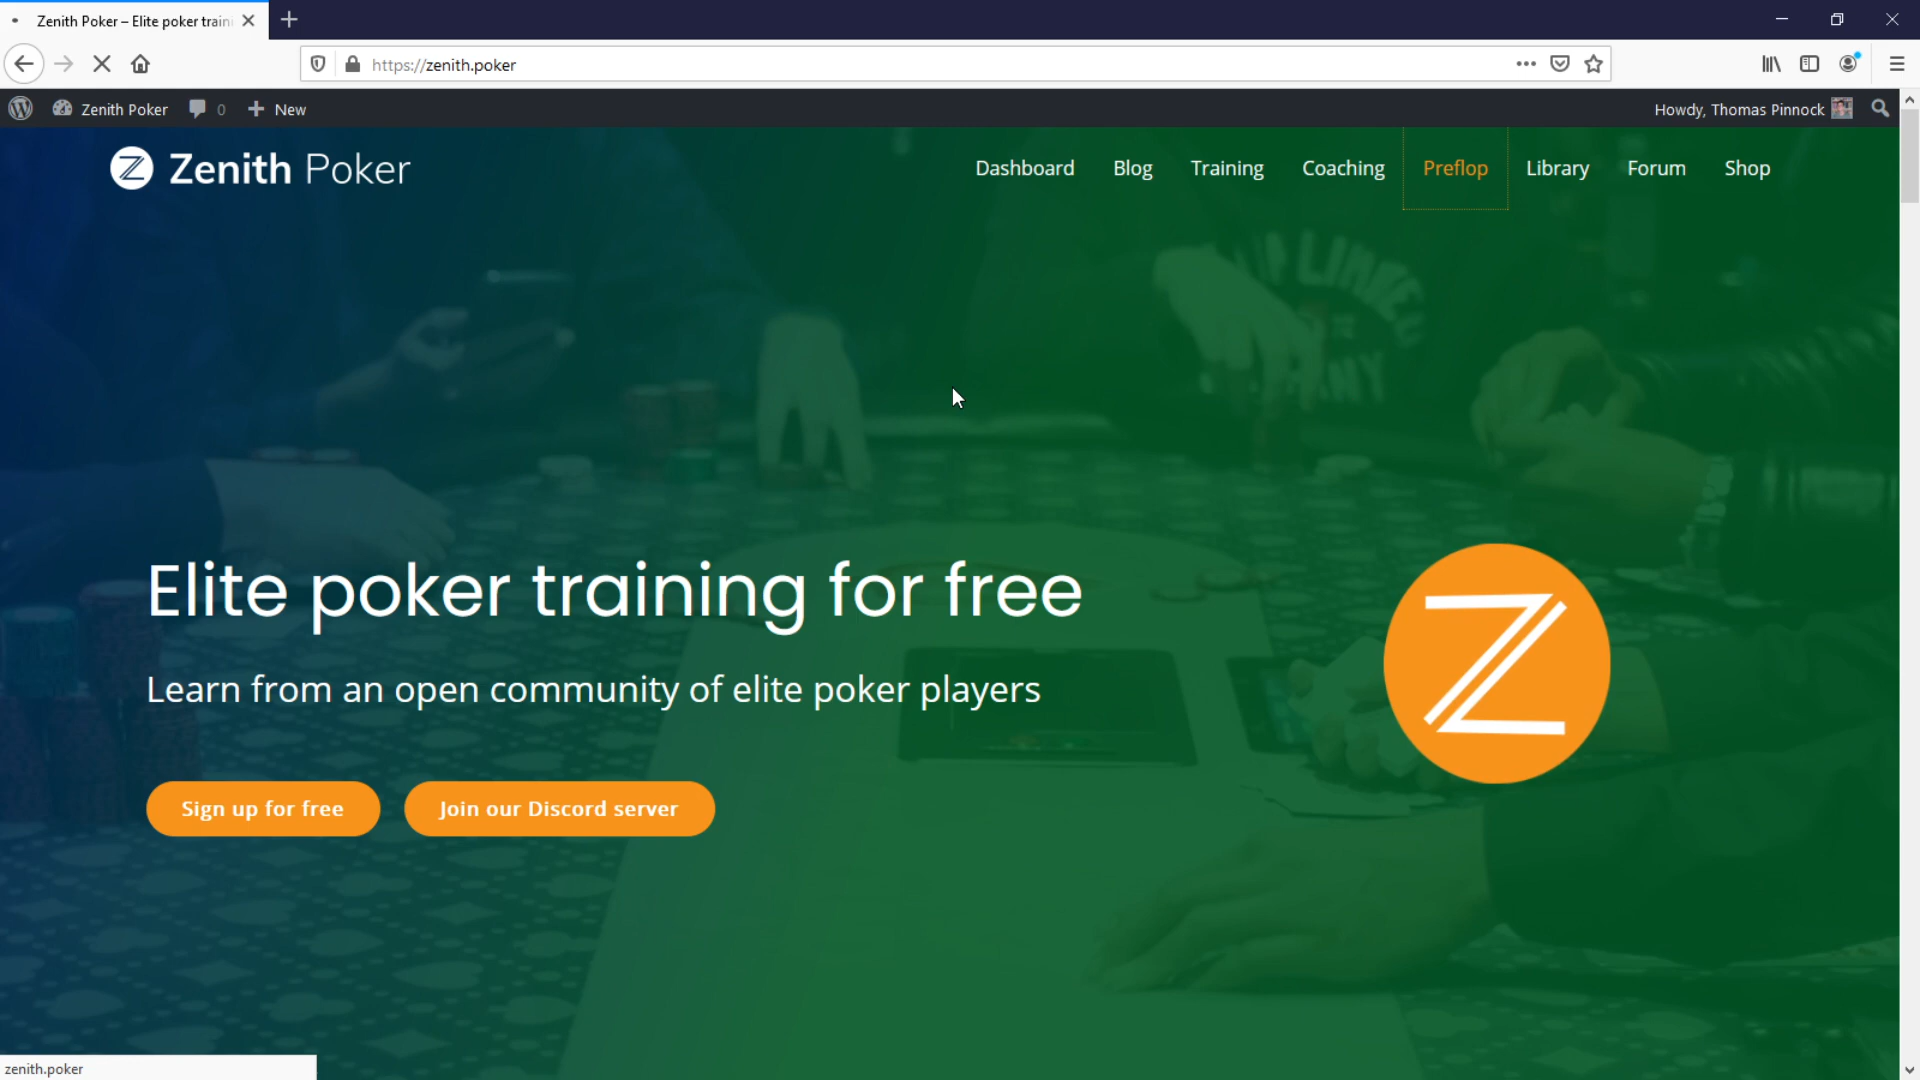 Zenith Poker – Elite poker traini
https://zenith.poker
Zenith Poker 0 New
Howdy, Thomas Pinnock
Zenith Poker
Dashboard Blog Training Coaching Preflop Library Forum Shop
Elite poker training for free
Learn from an open community of elite poker players
Sign up for free Join our Discord server
zenith.poker